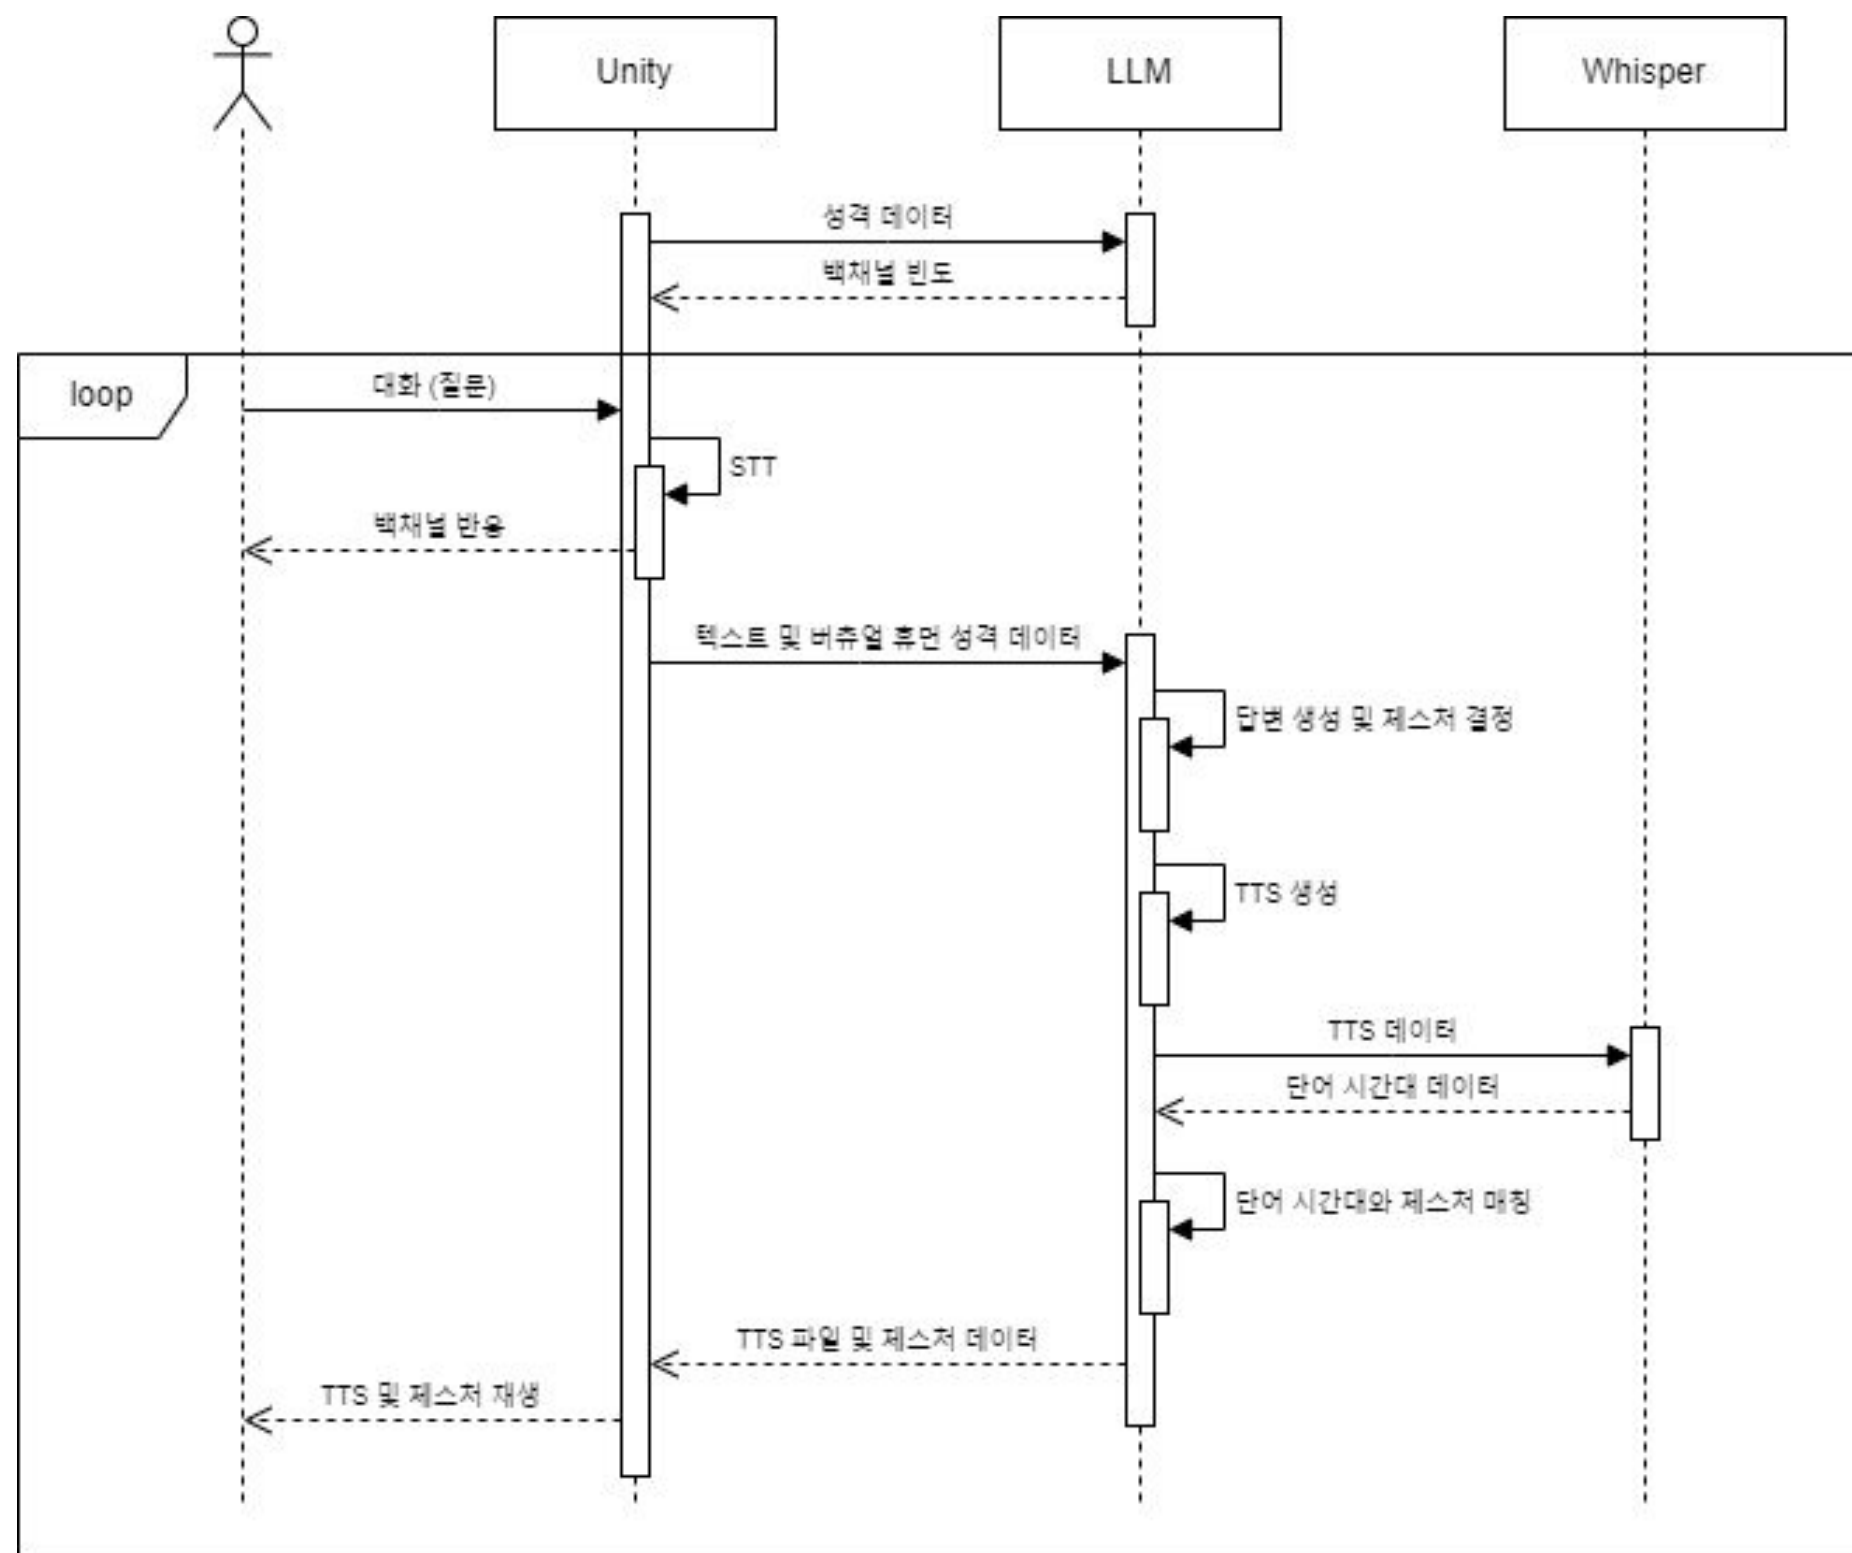 Unity
LLM
Whisper
성격 데이터
백채널 빈도
loop
대화 (질문)
STT
백채널 반응
텍스트 및 버츄얼 휴먼 성격 데이터
답변 생성 및 제스처 결정
TTS 생성
TTS 데이터
단어 시간대 데이터
단어 시간대와 제스처 매칭
TTS 파일 및 제스처 데이터
TTS 및 제스처 재생